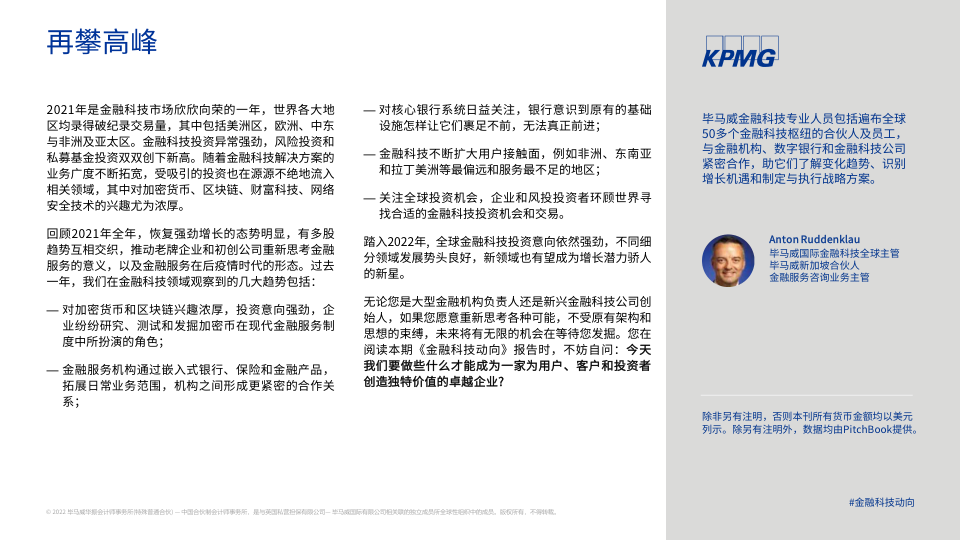 再攀高峰
2021年是金融科技市场欣欣向荣的一年，世界各大地
区均录得破纪录交易量，其中包括美洲区，欧洲、中东
与非洲及亚太区。金融科技投资异常强劲，风险投资和
私募基金投资双双创下新高。随着金融科技解决方案的
业务广度不断拓宽，受吸引的投资也在源源不绝地流入
相关领域，其中对加密货币、区块链、财富科技、网络
安全技术的兴趣尤为浓厚。
回顾2021年全年，恢复强劲增长的态势明显，有多股
趋势互相交织，推动老牌企业和初创公司重新思考金融
服务的意义，以及金融服务在后疫情时代的形态。过去
一年，我们在金融科技领域观察到的几大趋势包括：
— 对加密货币和区块链兴趣浓厚，投资意向强劲，企
业纷纷研究、测试和发掘加密币在现代金融服务制
度中所扮演的角色；
— 金融服务机构通过嵌入式银行、保险和金融产品，
拓展日常业务范围，机构之间形成更紧密的合作关
系；
— 对核心银行系统日益关注，银行意识到原有的基础
设施怎样让它们裹足不前，无法真正前进；
— 金融科技不断扩大用户接触面，例如非洲、东南亚
和拉丁美洲等最偏远和服务最不足的地区；
— 关注全球投资机会，企业和风投投资者环顾世界寻
找合适的金融科技投资机会和交易。
踏入2022年, 全球金融科技投资意向依然强劲，不同细
分领域发展势头良好，新领域也有望成为增长潜力骄人
的新星。
无论您是大型金融机构负责人还是新兴金融科技公司创
始人，如果您愿意重新思考各种可能，不受原有架构和
思想的束缚，未来将有无限的机会在等待您发掘。您在
阅读本期《金融科技动向》报告时，不妨自问：今天
我们要做些什么才能成为一家为用户、客户和投资者
创造独特价值的卓越企业?
KPMG
毕马威金融科技专业人员包括遍布全球
50多个金融科技枢纽的合伙人及员工，
与金融机构、数字银行和金融科技公司
紧密合作，助它们了解变化趋势、识别
增长机遇和制定与执行战略方案。
Anton Ruddenklau
毕马威国际金融科技全球主管
毕马威新加坡合伙人
金融服务咨询业务主管
除非另有注明，否则本刊所有货币金额均以美元
列示。除另有注明外，数据均由PitchBook提供。
#金融科技动向
© 2022 毕马威华振会计师事务所(特殊普通合伙) — 中国合伙制会计师事务所，是与英国私营担保有限公司— 毕马威国际有限公司相关联的独立成员所全球性组织中的成员。版权所有，不得转载。